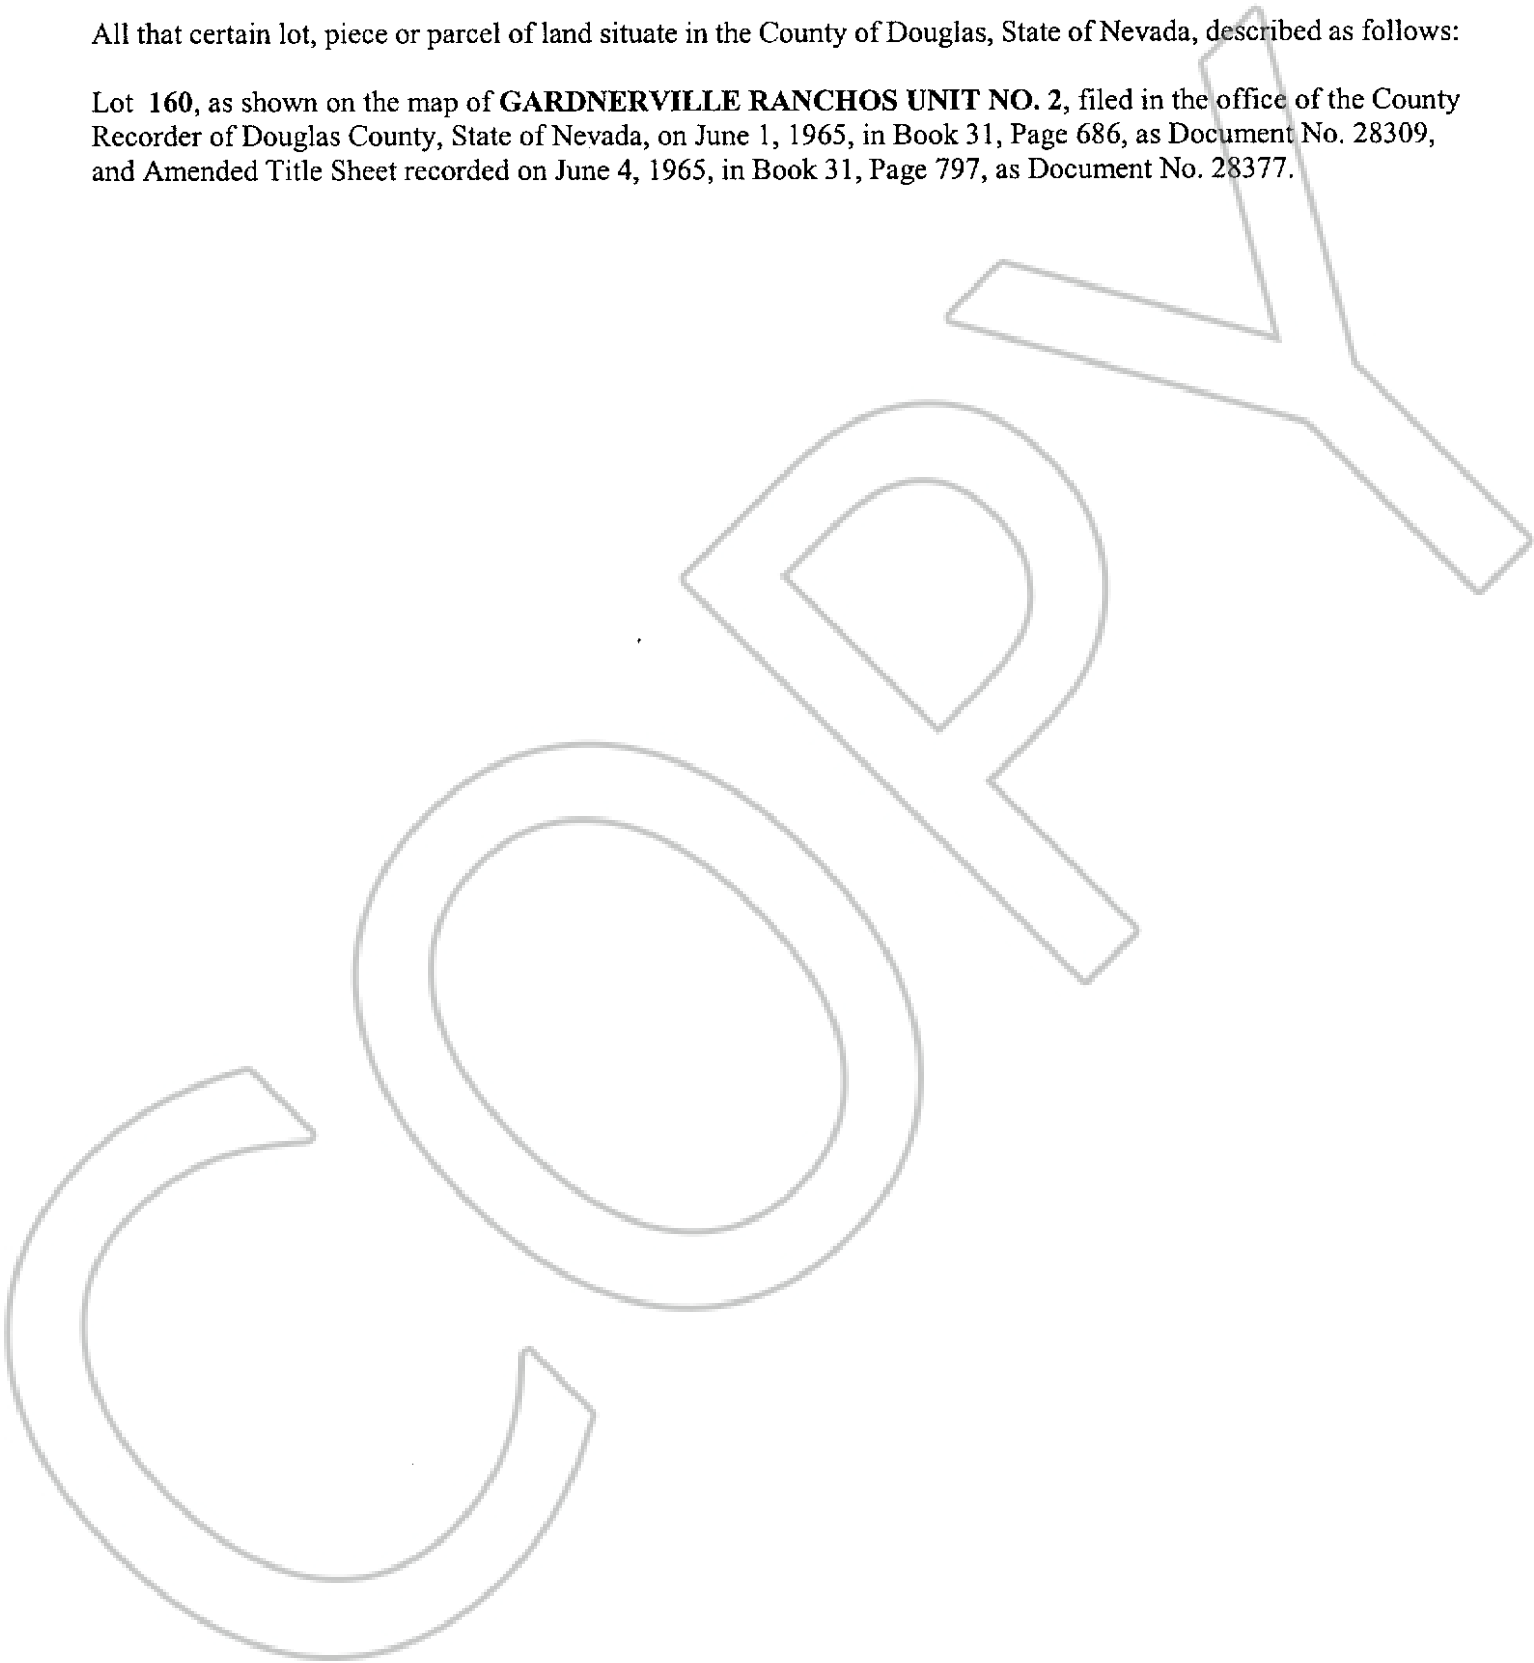 All that certain lot, piece or parcel of land situate in the County of Douglas, State of Nevada, described as follows:
Lot 160, as shown on the map of GARDNERVILLE RANCHOS UNIT NO. 2, filed in the office of the County
Recorder of Douglas County, State of Nevada, on June 1, 1965, in Book 31, Page 686, as Document No. 28309,
and Amended Title Sheet recorded on June 4, 1965, in Book 31, Page 797, as Document No. 28377.
COPY